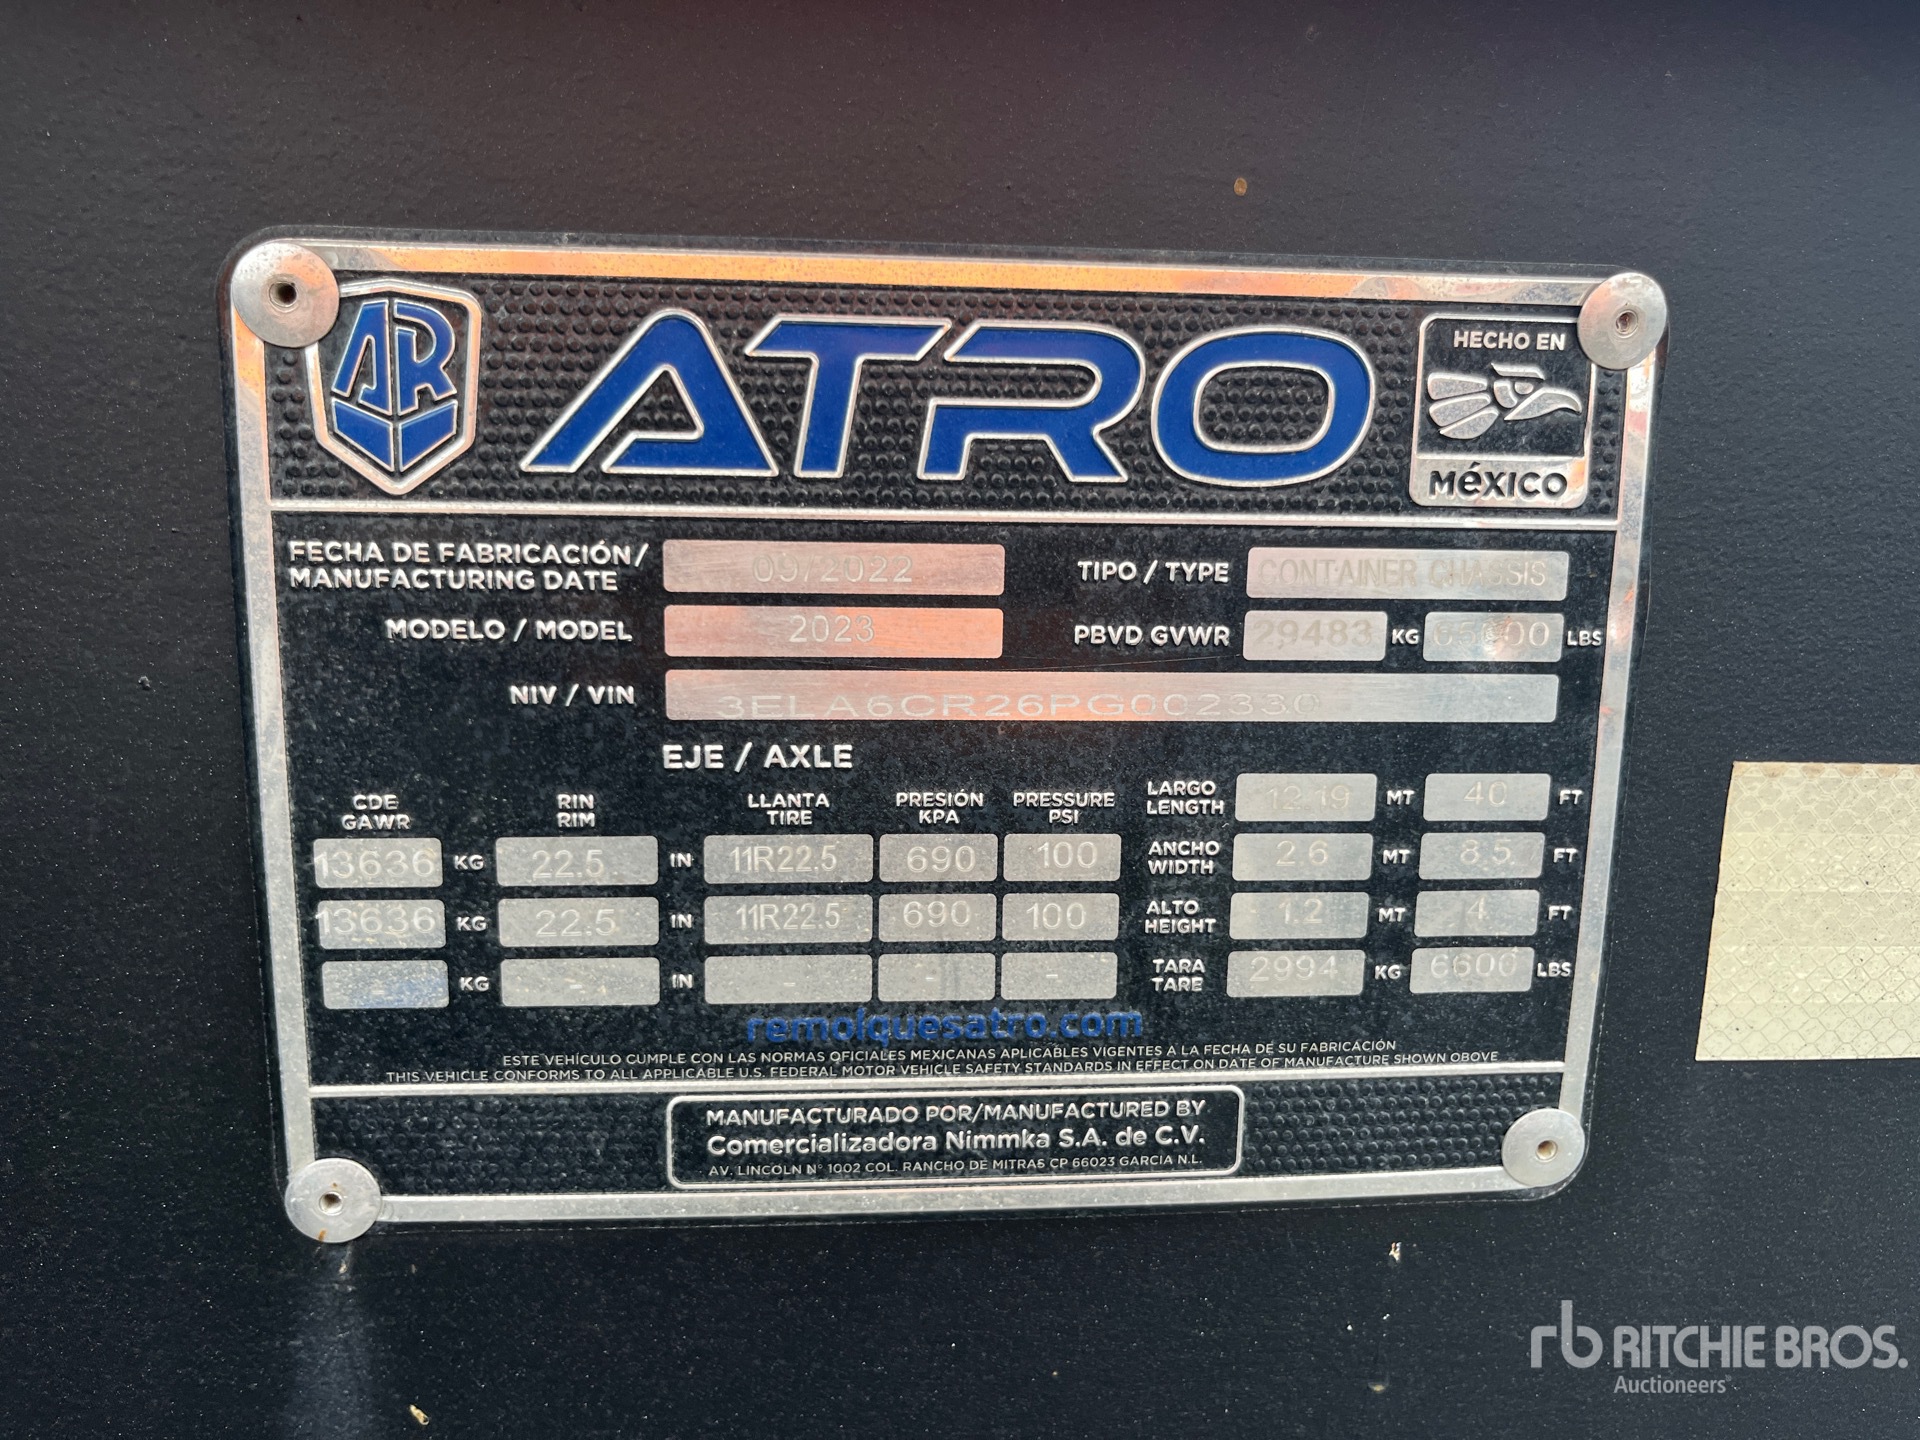 AR
ATRO
HECHO EN
MéXICO
FECHA DE FABRICACIÓN/
MANUFACTURING DATE
TIPO / TYPE CONTAINER CHASSIS
MODELO / MODEL 2023
PBVD GVWR 29483 KG LBS
NIV / VIN 3ELA6CR26PG002330
EJE / AXLE
CDE GAWR RIN RIM LLANTA TIRE PRESIÓN KPA PRESSURE PSI
13636 KG 22.5 IN 11R22.5 690 100
13636 KG 22.5 IN 11R22.5 690 100
- KG - IN - - -
LARGO LENGTH 12.19 MT 40 FT
ANCHO WIDTH 2.6 MT 8.5 FT
ALTO HEIGHT 1.2 MT 4 FT
TARA TARE 2994 KG 6600 LBS
remolquesatro.com
ESTE VEHÍCULO CUMPLE CON LAS NORMAS OFICIALES MEXICANAS APLICABLES VIGENTES A LA FECHA DE SU FABRICACIÓN
THIS VEHICLE CONFORMS TO ALL APPLICABLE U.S. FEDERAL MOTOR VEHICLE SAFETY STANDARDS IN EFFECT ON DATE OF MANUFACTURE SHOWN OBOVE
MANUFACTURADO POR/MANUFACTURED BY
Comercializadora Nimmka S.A. de C.V.
AV. LINCOLN N° 1002 COL. RANCHO DE MITRAS CP 66023 GARCIA N.L.
rb RITCHIE BROS.
Auctioneers